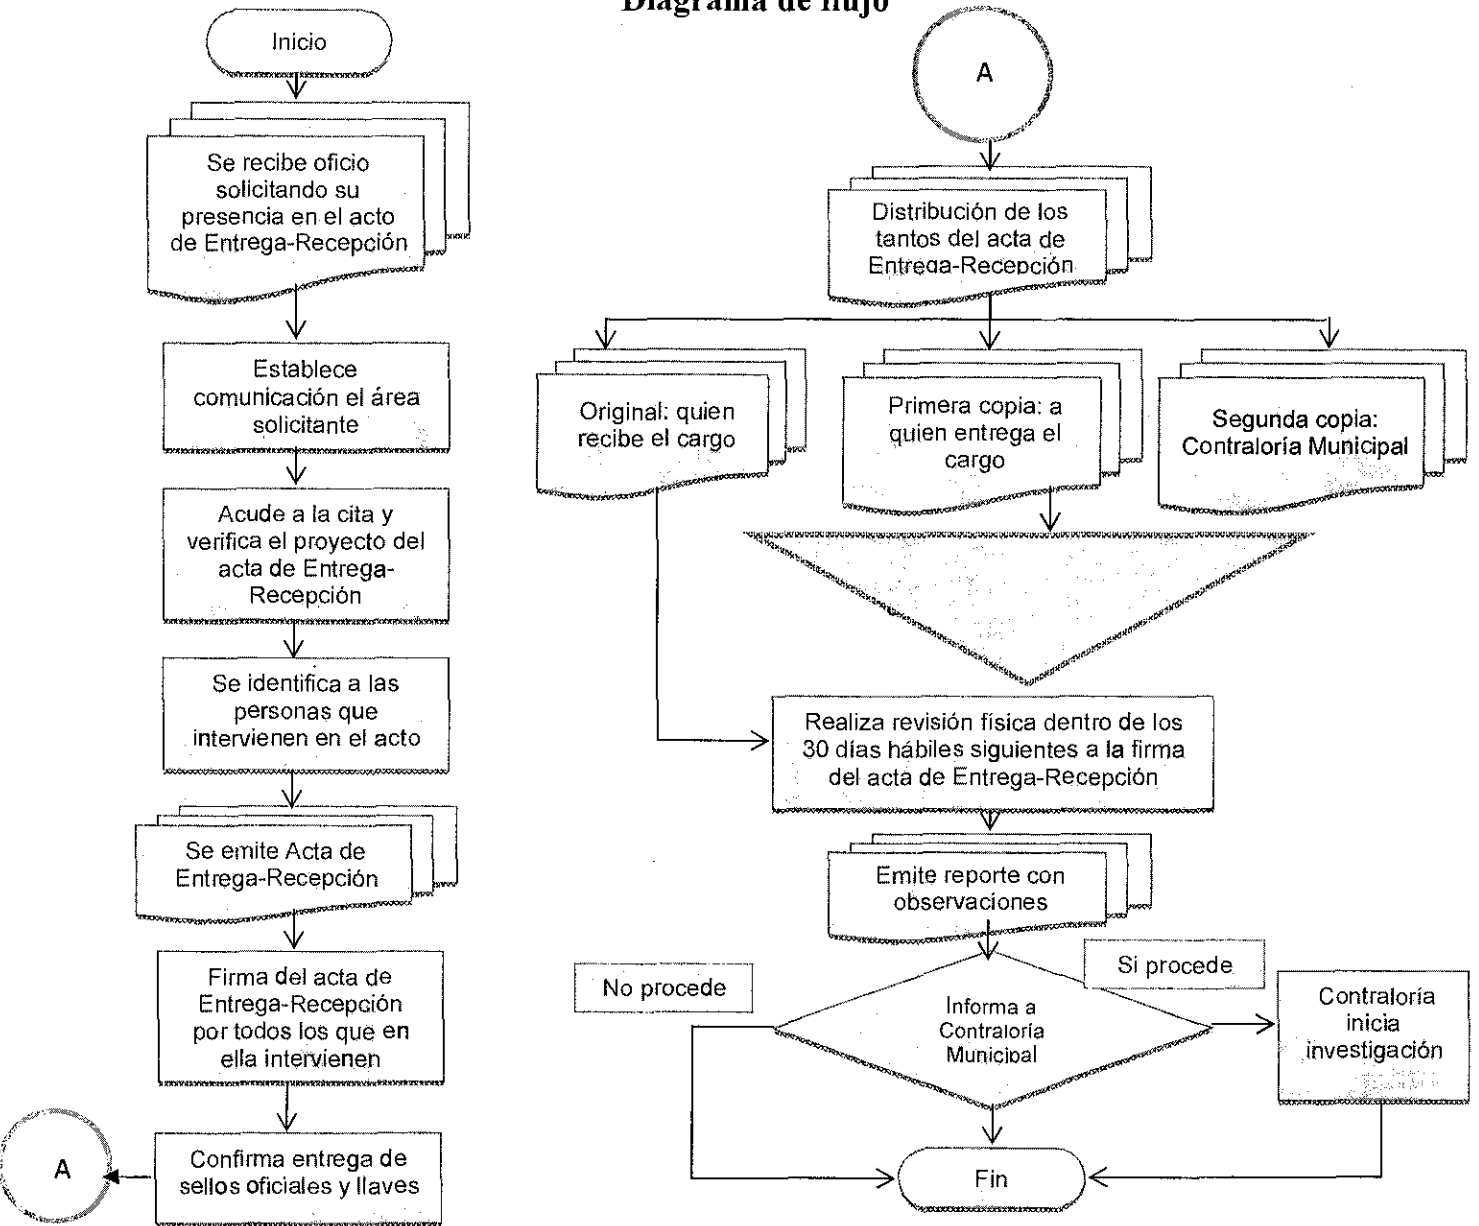 Diagrama de flujo
Inicio
Se recibe oficio
solicitando su
presencia en el acto
de Entrega-Recepción
Establece
comunicación el área
solicitante
Acude a la cita y
verifica el proyecto del
acta de Entrega-
Recepción
Se identifica a las
personas que
intervienen en el acto
Se emite Acta de
Entrega-Recepción
Firma del acta de
Entrega-Recepción
por todos los que en
ella intervienen
Confirma entrega de
sellos oficiales y llaves
A
A
Distribución de los
tantos del acta de
Entrega-Recepción
Original: quien
recibe el cargo
Primera copia: a
quien entrega el
cargo
Segunda copia:
Contraloría Municipal
Realiza revisión física dentro de los
30 días hábiles siguientes a la firma
del acta de Entrega-Recepción
Emite reporte con
observaciones
No procede
Si procede
Informa a
Contraloría
Municipal
Contraloría
inicia
investigación
Fin